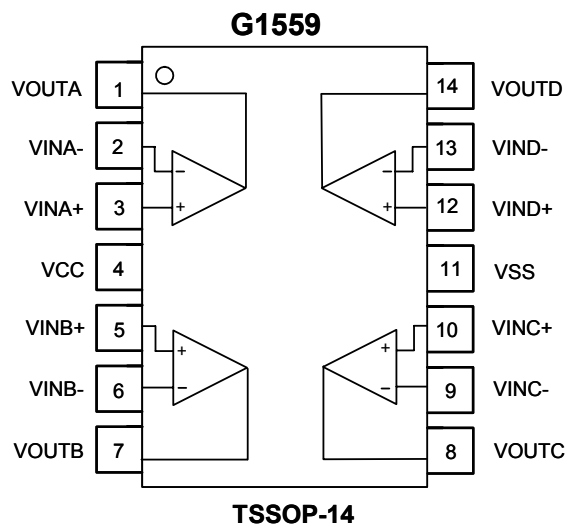 G1559
VOUTA 1 14 VOUTD
VINA- 2 − − 13 VIND-
VINA+ 3 + + 12 VIND+
VCC 4 11 VSS
VINB+ 5 + + 10 VINC+
VINB- 6 − − 9 VINC-
VOUTB 7 8 VOUTC
TSSOP-14